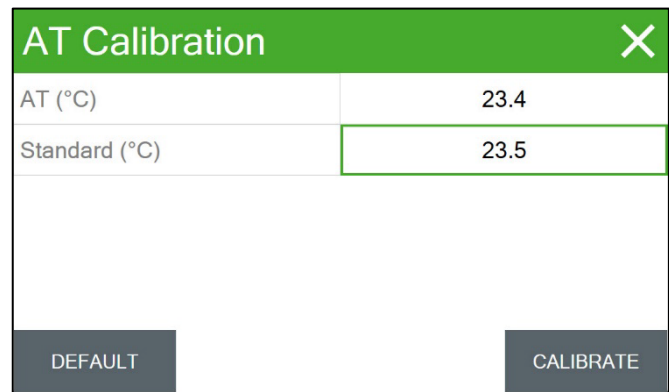 AT Calibration
AT (°C) 23.4
Standard (°C) 23.5
DEFAULT CALIBRATE